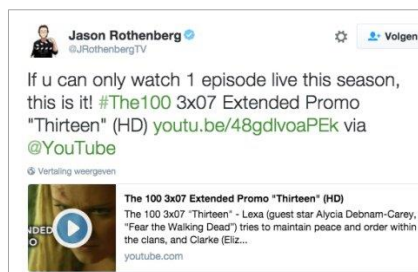 Jason Rothenberg
@JRothenbergTV
Volgen
If u can only watch 1 episode live this season,
this is it! #The100 3x07 Extended Promo
"Thirteen" (HD) youtu.be/48gdlvoaPEk via
@YouTube
Vertaling weergeven
The 100 3x07 Extended Promo "Thirteen" (HD)
The 100 3x07 "Thirteen" - Lexa (guest star Alycia Debnam-Carey,
"Fear the Walking Dead") tries to maintain peace and order within
the clans, and Clarke (Eliz...
youtube.com